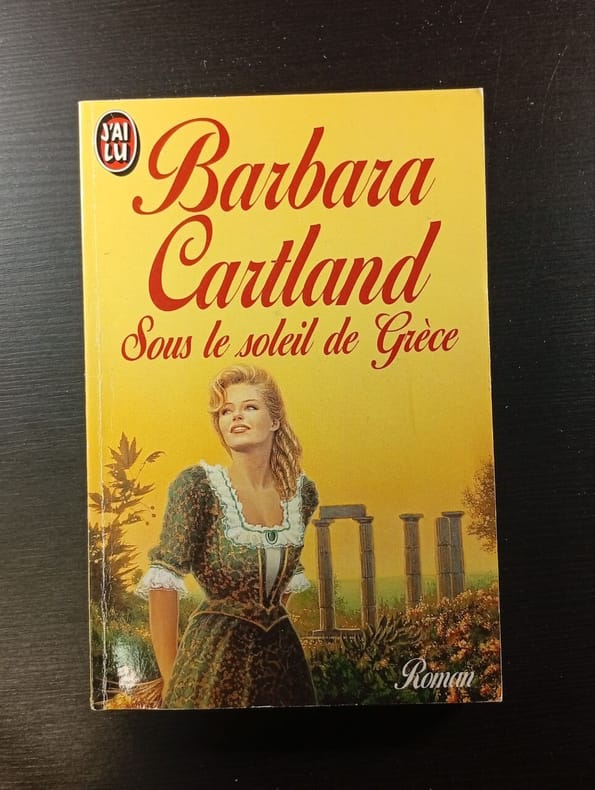 J'AI
LU
Barbara
Cartland
Sous le soleil de Grèce
Roman